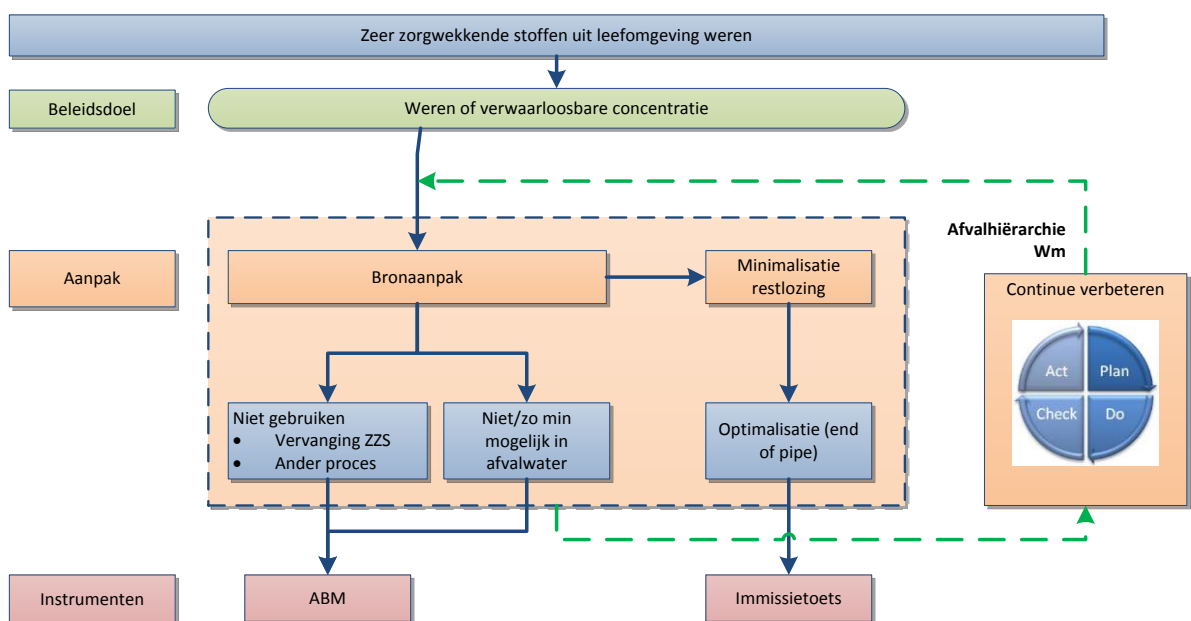 Zeer zorgwekkende stoffen uit leefomgeving weren
Beleidsdoel
Weren of verwaarloosbare concentratie
Afvalhiërarchie
Wm
Aanpak
Bronaanpak
Minimalisatie
restlozing
Continue verbeteren
Act
Plan
Check
Do
Niet gebruiken
• Vervanging ZZS
• Ander proces
Niet/zo min
mogelijk in
afvalwater
Optimalisatie (end
of pipe)
Instrumenten
ABM
Immissietoets